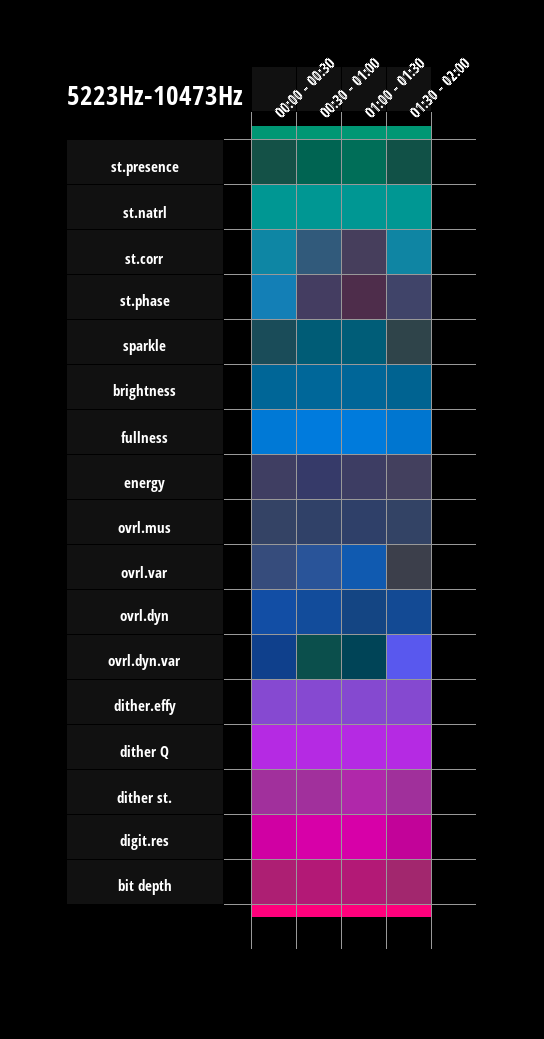 00:00 - 00:30
00:30 - 01:00
01:00 - 01:30
01:30 - 02:00
5223Hz-10473Hz
st.presence
st.natrl
st.corr
st.phase
sparkle
brightness
fullness
energy
ovrl.mus
ovrl.var
ovrl.dyn
ovrl.dyn.var
dither.effy
dither Q
dither st.
digit.res
bit depth